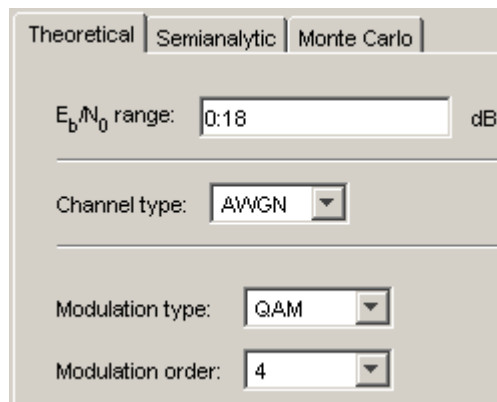 Theoretical Semianalytic Monte Carlo
Eb/N0 range: 0:18 dB
Channel type: AWGN
Modulation type: QAM
Modulation order: 4